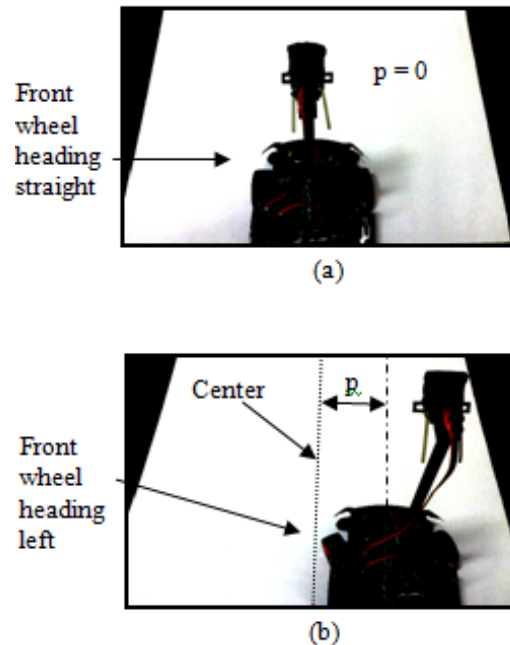 p = 0
Front
wheel
heading
straight
(a)
Center
p
Front
wheel
heading
left
(b)